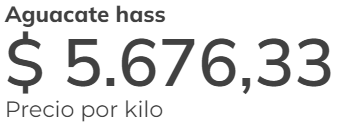 Aguacate hass
$ 5.676,33
Precio por kilo